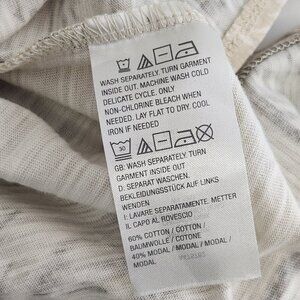 WASH SEPARATELY TURN GARMENT
INSIDE OUT. MACHINE WASH COLD
DELICATE CYCLE. ONLY
NON-CHLORINE BLEACH WHEN
NEEDED. LAY FLAT TO DRY. COOL
IRON IF NEEDED
30
GB: WASH SEPARATELY TURN
GARMENT INSIDE OUT
D: SEPARAT WASCHEN.
BEKLEIDUNGSSTÜCK AUF LINKS
WENDEN
I: LAVARE SEPARATAMENTE. METTER
IL CAPO AL ROVESCIO
60% COTTON / COTTON /
BAUMWOLLE / COTONE
40% MODAL / MODAL / MODAL /
MODAL